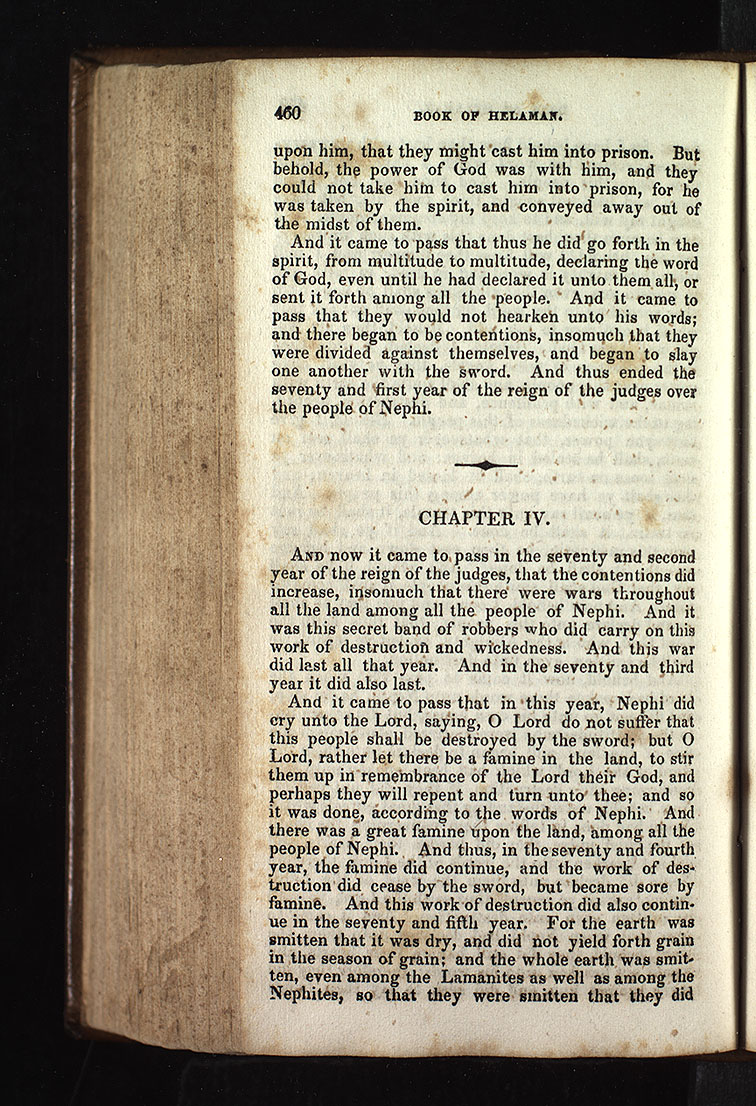 460 BOOK OF HELAMAN.
upon him, that they might cast him into prison. But
behold, the power of God was with him, and they
could not take him to cast him into prison, for he
was taken by the spirit, and conveyed away out of
the midst of them.
And it came to pass that thus he did go forth in the
spirit, from multitude to multitude, declaring the word
of God, even until he had declared it unto them all, or
sent it forth among all the people. And it came to
pass that they would not hearken unto his words;
and there began to be contentions, insomuch that they
were divided against themselves, and began to slay
one another with the sword. And thus ended the
seventy and first year of the reign of the judges over
the people of Nephi.
CHAPTER IV.
And now it came to pass in the seventy and second
year of the reign of the judges, that the contentions did
increase, insomuch that there were wars throughout
all the land among all the people of Nephi. And it
was this secret band of robbers who did carry on this
work of destruction and wickedness. And this war
did last all that year. And in the seventy and third
year it did also last.
And it came to pass that in this year, Nephi did
cry unto the Lord, saying, O Lord do not suffer that
this people shall be destroyed by the sword; but O
Lord, rather let there be a famine in the land, to stir
them up in remembrance of the Lord their God, and
perhaps they will repent and turn unto thee; and so
it was done, according to the words of Nephi. And
there was a great famine upon the land, among all the
people of Nephi. And thus, in the seventy and fourth
year, the famine did continue, and the work of des-
truction did cease by the sword, but became sore by
famine. And this work of destruction did also contin-
ue in the seventy and fifth year. For the earth was
smitten that it was dry, and did not yield forth grain
in the season of grain; and the whole earth was smit-
ten, even among the Lamanites as well as among the
Nephites, so that they were smitten that they did